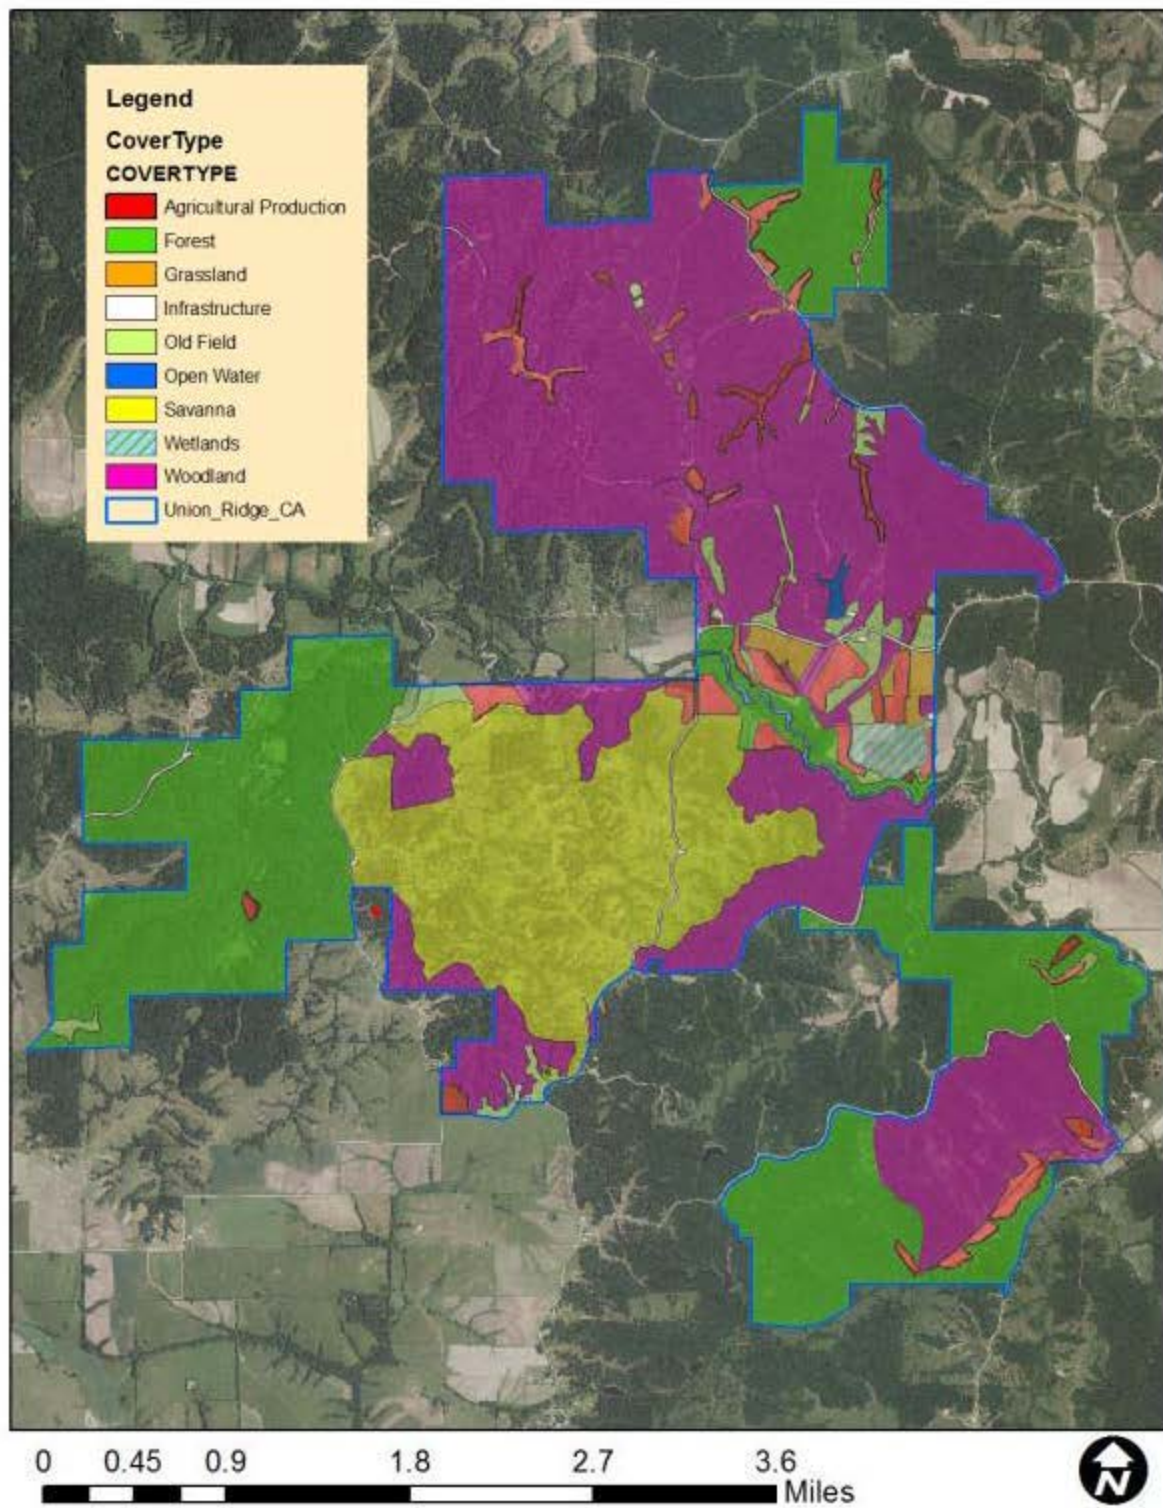 Legend
CoverType
COVERTYPE
Agricultural Production
Forest
Grassland
Infrastructure
Old Field
Open Water
Savanna
Wetlands
Woodland
Union_Ridge_CA
0 0.45 0.9 1.8 2.7 3.6
Miles
N